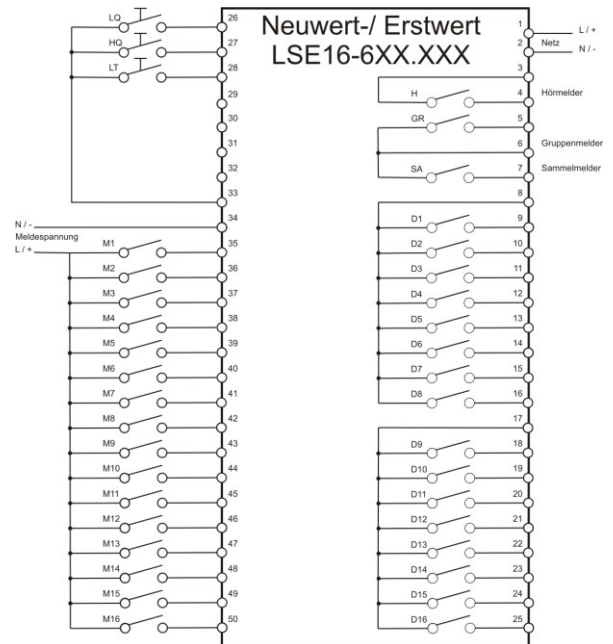 Neuwert-/ Erstwert
LSE16-6XX.XXX
LQ 26
HQ 27
LT 28
29
30
31
32
33
N / - 34
Meldespannung
L / + M1 35
M2 36
M3 37
M4 38
M5 39
M6 40
M7 41
M8 42
M9 43
M10 44
M11 45
M12 46
M13 47
M14 48
M15 49
M16 50
1 L / +
2 Netz N / -
3
H 4 Hörmelder
GR 5
6 Gruppenmelder
SA 7 Sammelmelder
8
D1 9
D2 10
D3 11
D4 12
D5 13
D6 14
D7 15
D8 16
17
D9 18
D10 19
D11 20
D12 21
D13 22
D14 23
D15 24
D16 25